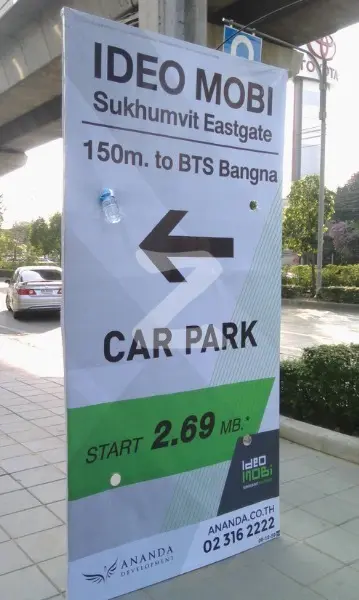 IDEO MOBI
Sukhumvit Eastgate
150m. to BTS Bangna
CAR PARK
START 2.69 MB.*
ideo
mobi
ANANDA.CO.TH
02 316 2222
ANANDA
DEVELOPMENT
TOYOTA